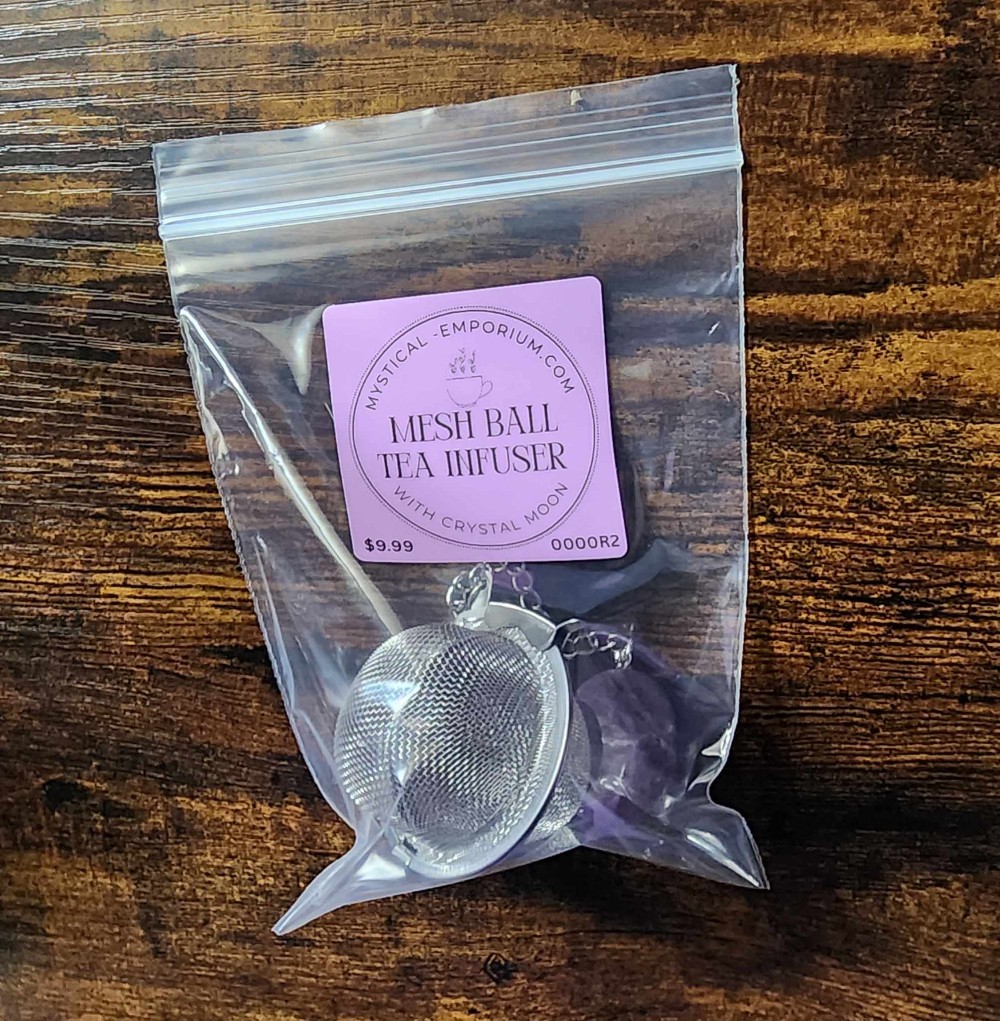 MYSTICAL -EMPORIUM.COM
MESH BALL
TEA INFUSER
WITH CRYSTAL MOON
$9.99
0000R2